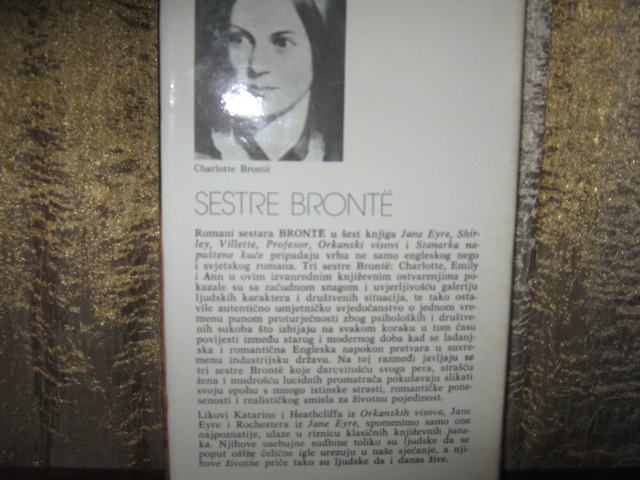 Charlotte Brontë
SESTRE BRONTË
Romani sestara BRONTË u šest knjiga Jane Eyre, Shir-
ley, Villette, Profesor, Orkanski visovi i Stanarka na-
puštene kuće pripadaju vrhu ne samo engleskog nego
i svjetskog romana. Tri sestre Brontë: Charlotte, Emily
i Ann u ovim izvanrednim književnim ostvarenjima po-
kazale su sa začudnom snagom i uvjerljivošću galeriju
ljudskih karaktera i društvenih situacija, te tako osta-
vile autentično umjetničko svjedočanstvo o jednom vre-
menu punom proturječnosti zbog psiholoških i društve-
nih sukoba što izbijaju na svakom koraku u tom času
povijesti između starog i modernog doba kad se ladanj-
ska i romantična Engleska napokon pretvara u suvre-
menu industrijsku državu. Na toj razmeđi javljaju se
tri sestre Brontë koje darovitošću svoga pera, strašću
žena i mudrošću lucidnih promatrača pokušavaju slikati
svoju epohu s mnogo istinske strasti, romantičke pone-
senosti i realističkog smisla za životnu pojedinost.
Likovi Katarine i Heathcliffa iz Orkanskih visova, Jane
Eyre i Rochestera iz Jane Eyre, spomenimo samo one
najpoznatije, ulaze u riznicu klasičnih književnih juna-
ka. Njihove osebujne sudbine toliko su ljudske da se
poput oštre čelične igle urezuju u naše sjećanje, a nji-
hove životne priče tako su ljudske da i danas žive.